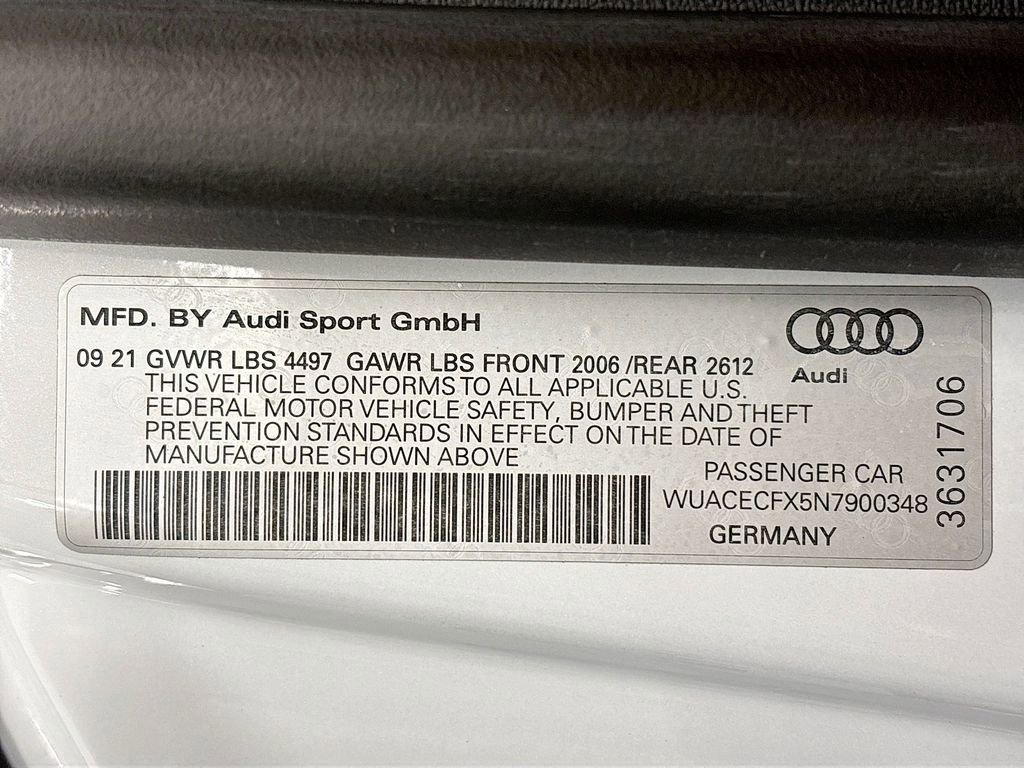 MFD. BY Audi Sport GmbH
09 21 GVWR LBS 4497 GAWR LBS FRONT 2006 /REAR 2612
THIS VEHICLE CONFORMS TO ALL APPLICABLE U.S.
FEDERAL MOTOR VEHICLE SAFETY, BUMPER AND THEFT
PREVENTION STANDARDS IN EFFECT ON THE DATE OF
MANUFACTURE SHOWN ABOVE
Audi
PASSENGER CAR
WUACECFX5N7900348
GERMANY
3631706